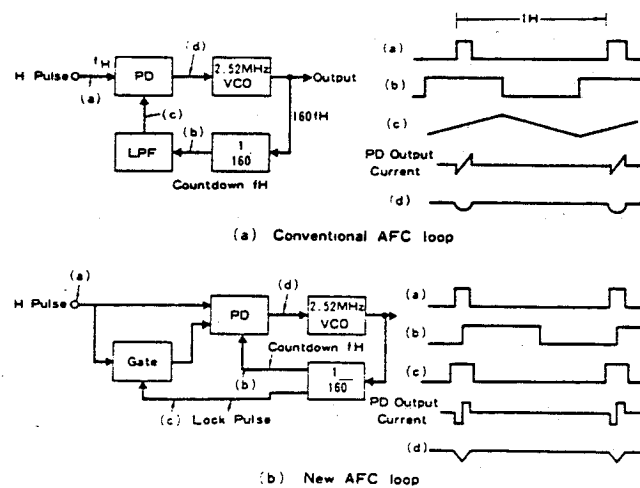 1H
(a)
(b)
(c)
PD Output
Current
(d)
H Pulse
fH
(a)
PD
(d)
2.52MHz
VCO
Output
(c)
LPF
(b)
1
160
160fH
Countdown fH
(a) Conventional AFC loop
(a)
H Pulse
PD
(d)
2.52MHz
VCO
Gate
Countdown fH
(b)
1
160
(c) Lock Pulse
(a)
(b)
(c)
PD Output
Current
(d)
(b) New AFC loop